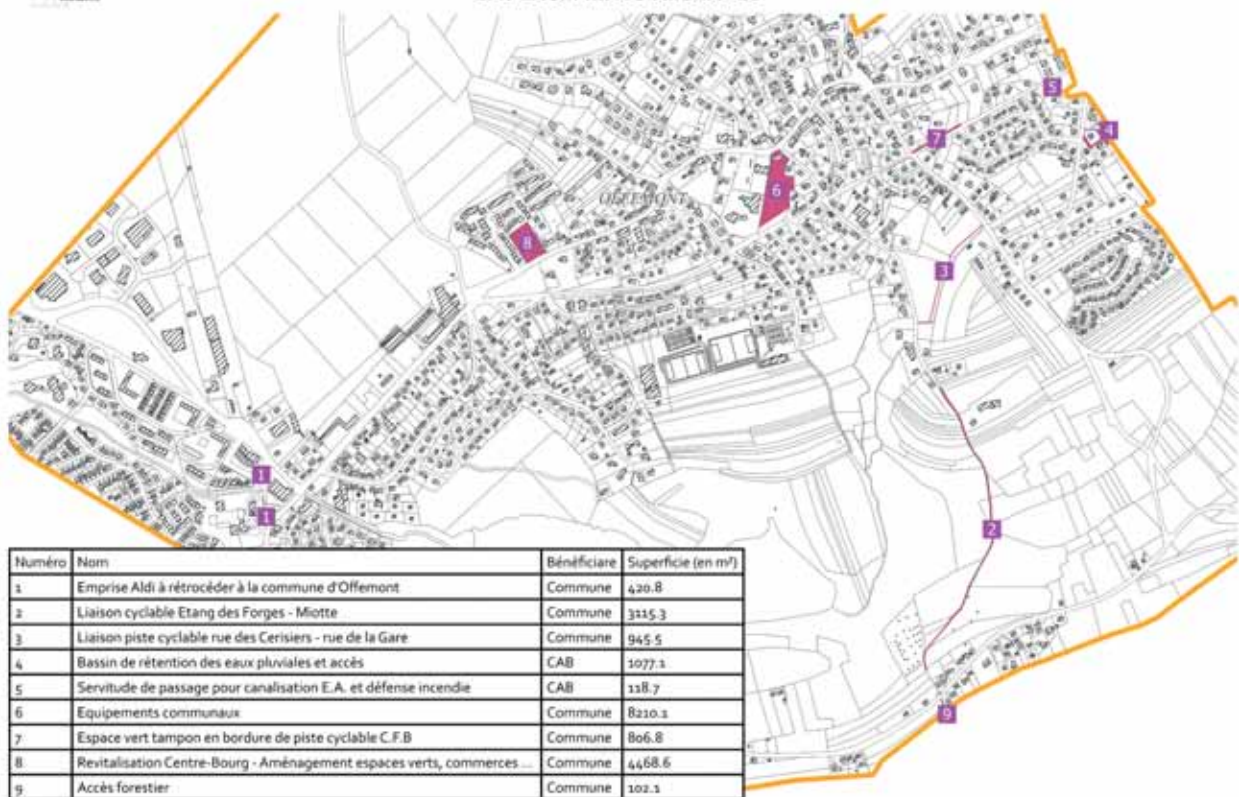 5
7
4
6
OFFEMONT
8
3
1
1
2
9
Numéro Nom Bénéficiaire Superficie (en m²)
1 Emprise Aldi à rétrocéder à la commune d'Offemont Commune 420.8
2 Liaison cyclable Etang des Forges - Miotte Commune 3115.3
3 Liaison piste cyclable rue des Cerisiers - rue de la Gare Commune 945.5
4 Bassin de rétention des eaux pluviales et accès CAB 1077.1
5 Servitude de passage pour canalisation E.A. et défense incendie CAB 118.7
6 Equipements communaux Commune 8210.1
7 Espace vert tampon en bordure de piste cyclable C.F.B Commune 806.8
8 Revitalisation Centre-Bourg - Aménagement espaces verts, commerces ... Commune 4468.6
9 Accès forestier Commune 102.1